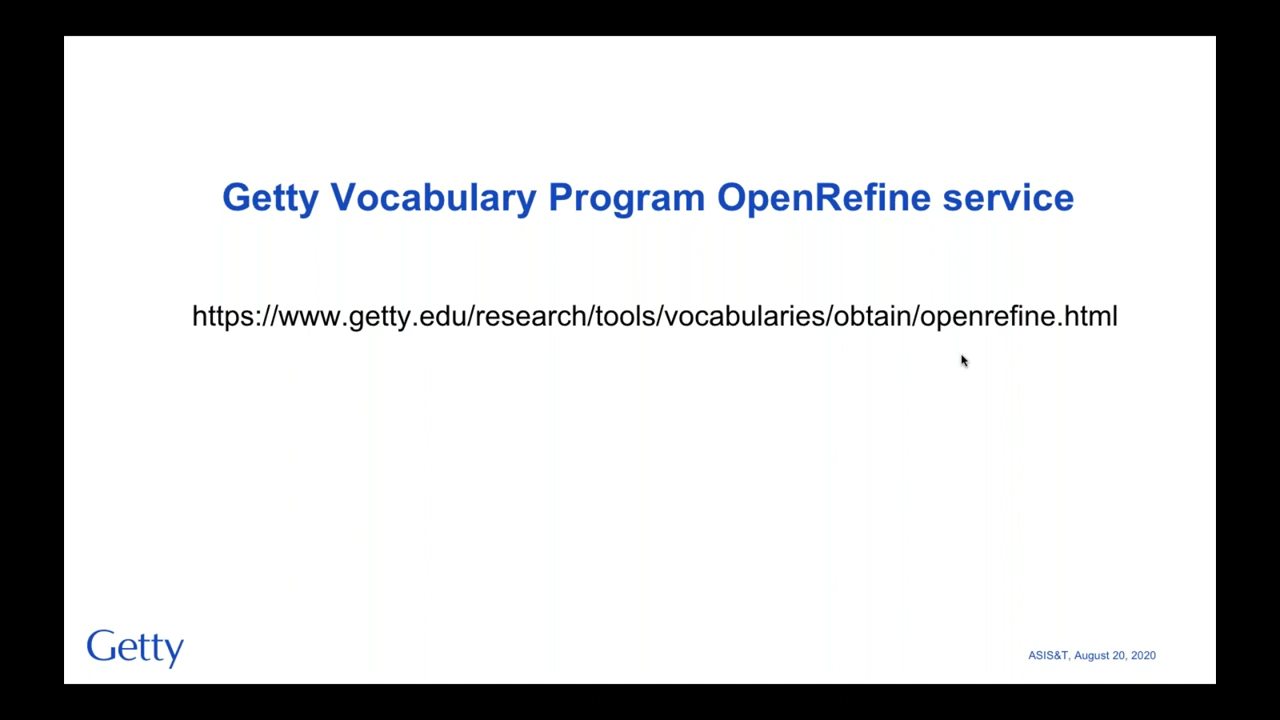 Getty Vocabulary Program OpenRefine service
https://www.getty.edu/research/tools/vocabularies/obtain/openrefine.html
Getty
ASIS&T, August 20, 2020